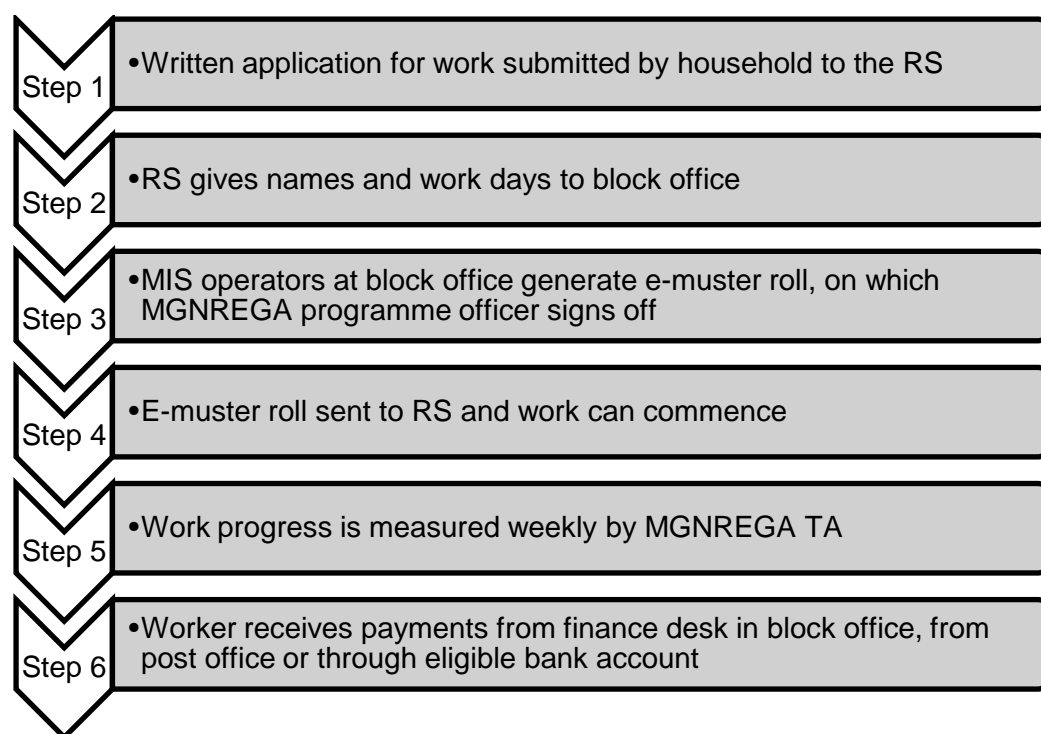 Step 1
•Written application for work submitted by household to the RS
Step 2
•RS gives names and work days to block office
Step 3
•MIS operators at block office generate e-muster roll, on which
MGNREGA programme officer signs off
Step 4
•E-muster roll sent to RS and work can commence
Step 5
•Work progress is measured weekly by MGNREGA TA
Step 6
•Worker receives payments from finance desk in block office, from
post office or through eligible bank account